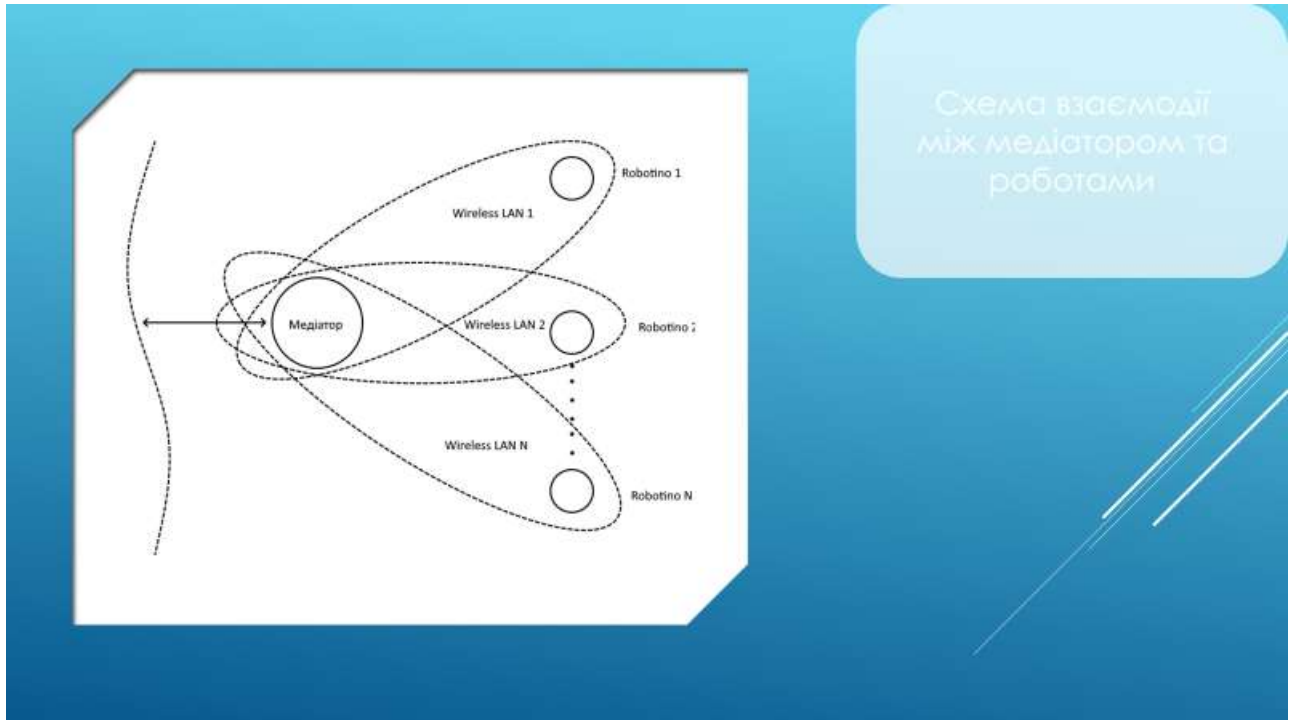 Схема взаємодії
між медіатором та
роботами
Robotino 1
Wireless LAN 1
Медіатор
Wireless LAN 2
Robotino 2
Wireless LAN N
Robotino N